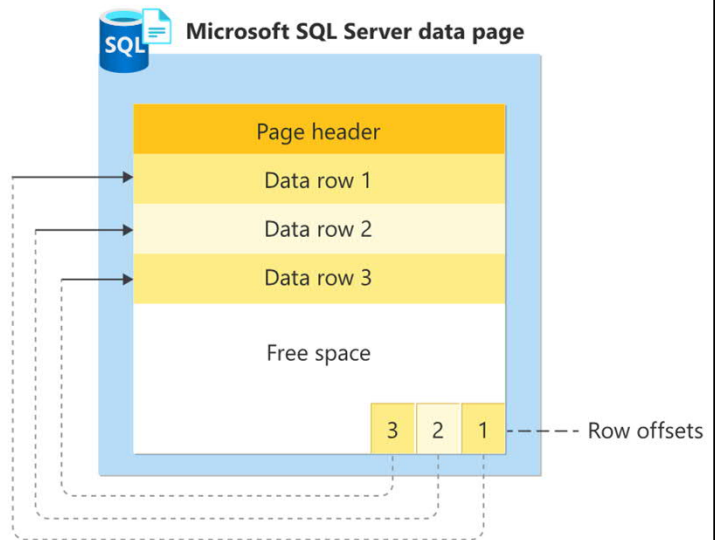 SQL
Microsoft SQL Server data page
Page header
Data row 1
Data row 2
Data row 3
Free space
3 2 1
Row offsets